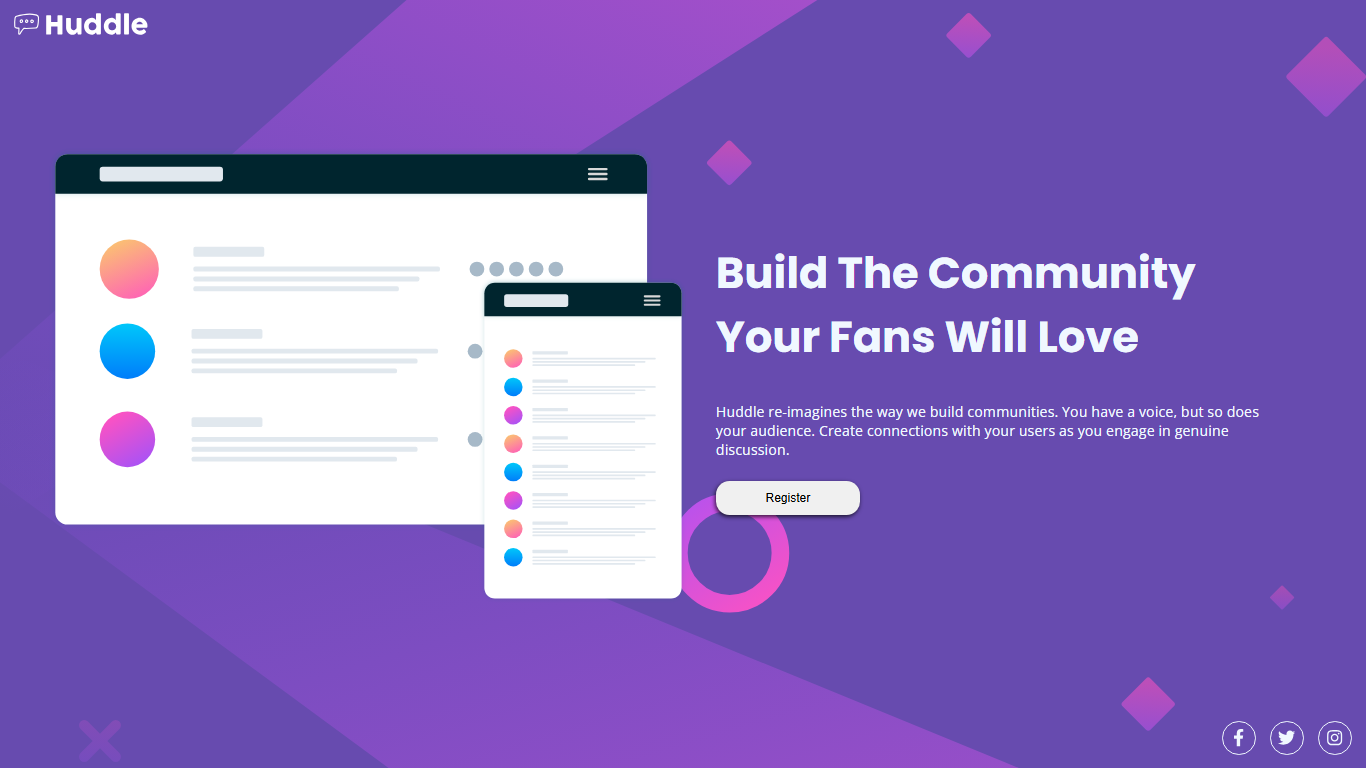 Huddle
Build The Community
Your Fans Will Love
Huddle re-imagines the way we build communities. You have a voice, but so does
your audience. Create connections with your users as you engage in genuine
discussion.
Register